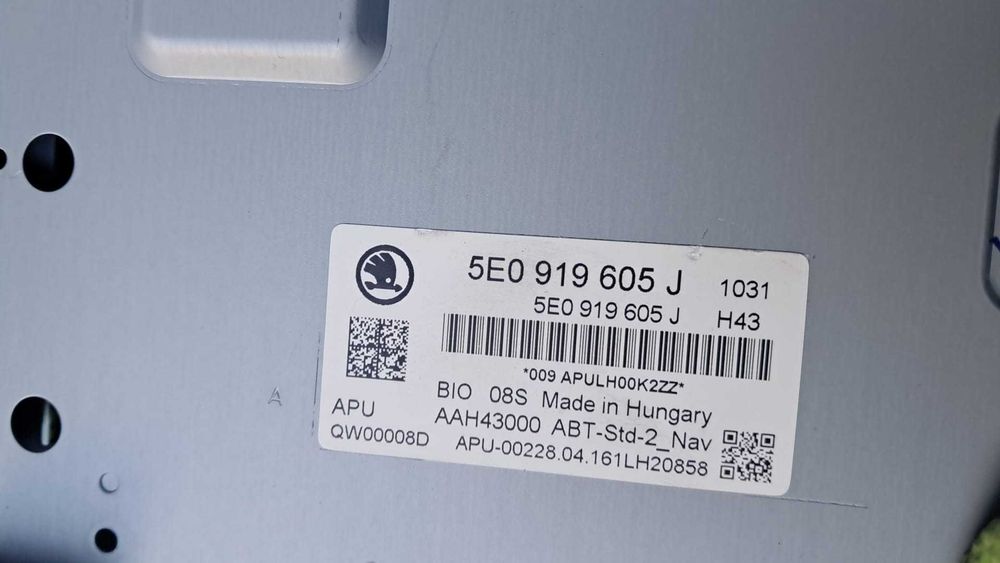 5E0 919 605 J 1031
5E0 919 605 J H43
*009 APULH00K2ZZ*
BIO 08S Made in Hungary
APU AAH43000 ABT-Std-2_Nav
QW00008D APU-00228.04.161LH20858
A